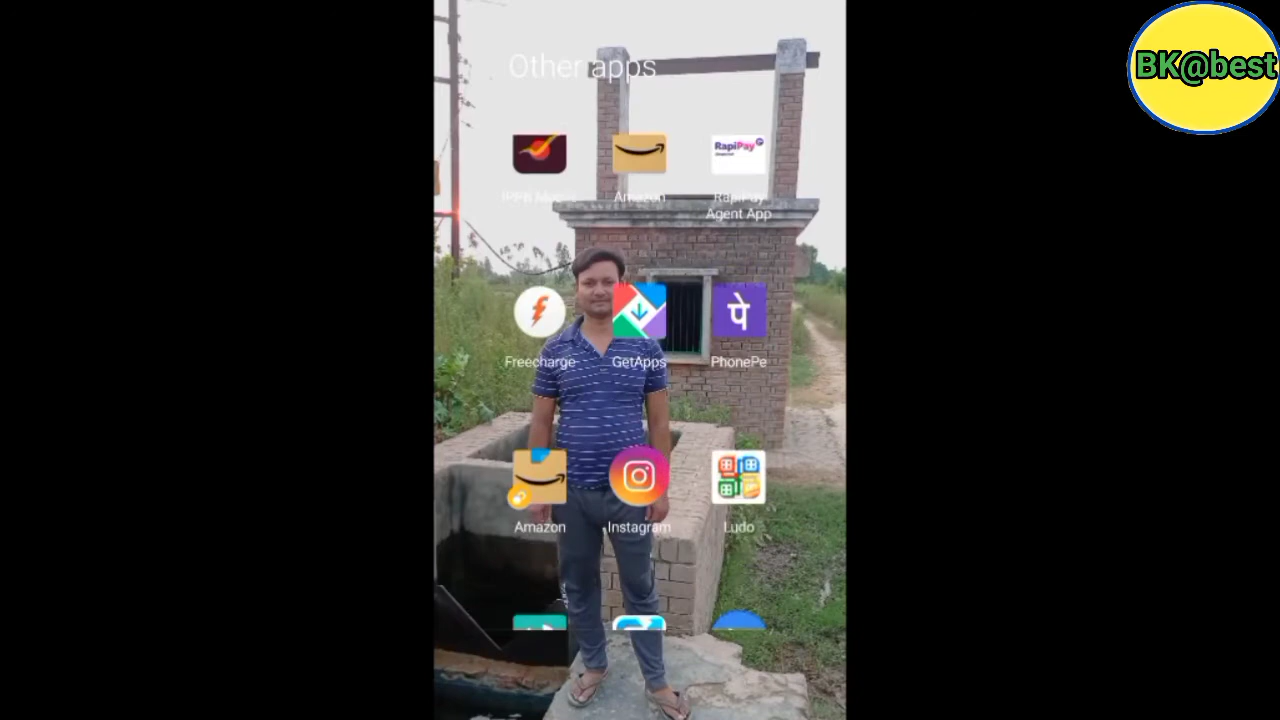 BK@best
Other apps
RapiPay
Amazon
RapiPay
Agent App
पे
Freecharge
GetApps
PhonePe
Amazon
Instagram
Ludo